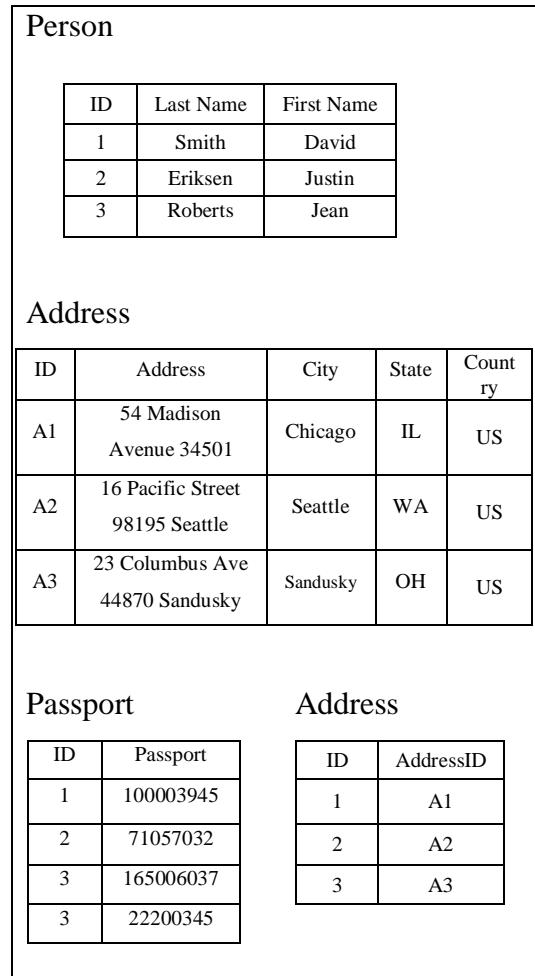 Person
ID Last Name First Name
1 Smith David
2 Eriksen Justin
3 Roberts Jean
Address
ID Address City State Count
ry
A1 54 Madison
Avenue 34501 Chicago IL US
A2 16 Pacific Street
98195 Seattle Seattle WA US
A3 23 Columbus Ave
44870 Sandusky Sandusky OH US
Passport Address
ID Passport ID AddressID
1 100003945 1 A1
2 71057032 2 A2
3 165006037 3 A3
3 22200345